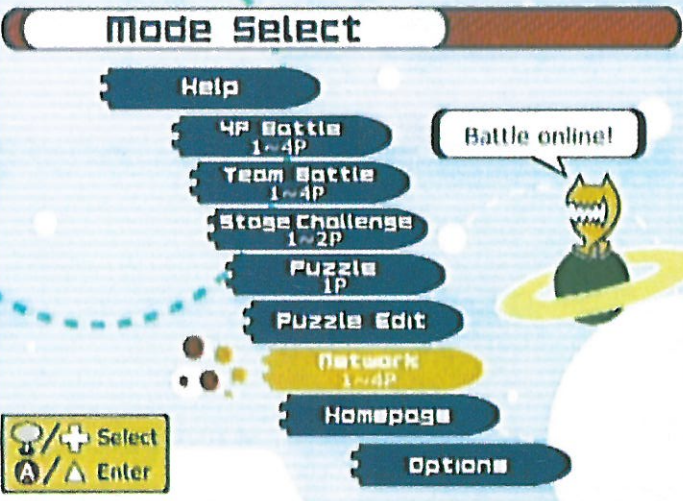 Mode Select
Help
4P Battle
1~4P
Battle online!
Team Battle
1~4P
Stage Challenge
1~2P
Puzzle
1P
Puzzle Edit
Network
1~4P
Homepage
Options
/ Select
A/△ Enter